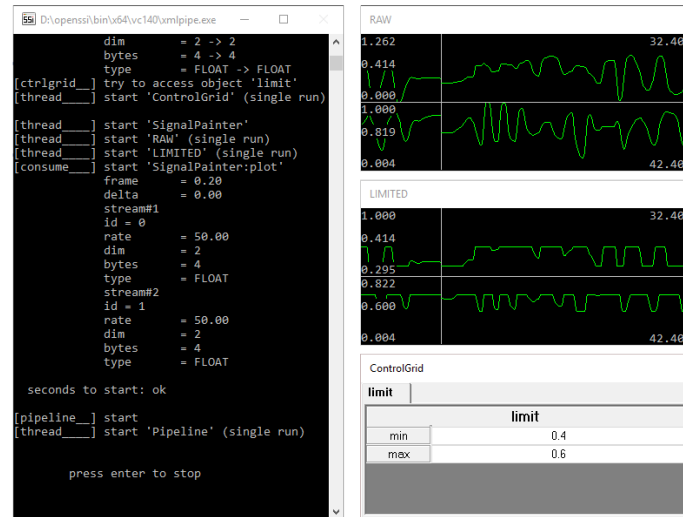 SSI D:\openssi\bin\x64\vc140\xmlpipe.exe
dim = 2 -> 2
bytes = 4 -> 4
type = FLOAT -> FLOAT
[ctrlgrid__] try to access object 'limit'
[thread____] start 'ControlGrid' (single run)
[thread____] start 'SignalPainter'
[thread____] start 'RAW' (single run)
[thread____] start 'LIMITED' (single run)
[consume___] start 'SignalPainter:plot'
frame = 0.20
delta = 0.00
stream#1
id = 0
rate = 50.00
dim = 2
bytes = 4
type = FLOAT
stream#2
id = 1
rate = 50.00
dim = 2
bytes = 4
type = FLOAT
seconds to start: ok
[pipeline__] start
[thread____] start 'Pipeline' (single run)
press enter to stop
RAW
1.262 32.40
0.414
0.000
1.000
0.819
0.004 42.40
LIMITED
1.000 32.40
0.414
0.295
0.822
0.600
0.004 42.40
ControlGrid
limit
limit
min 0.4
max 0.6